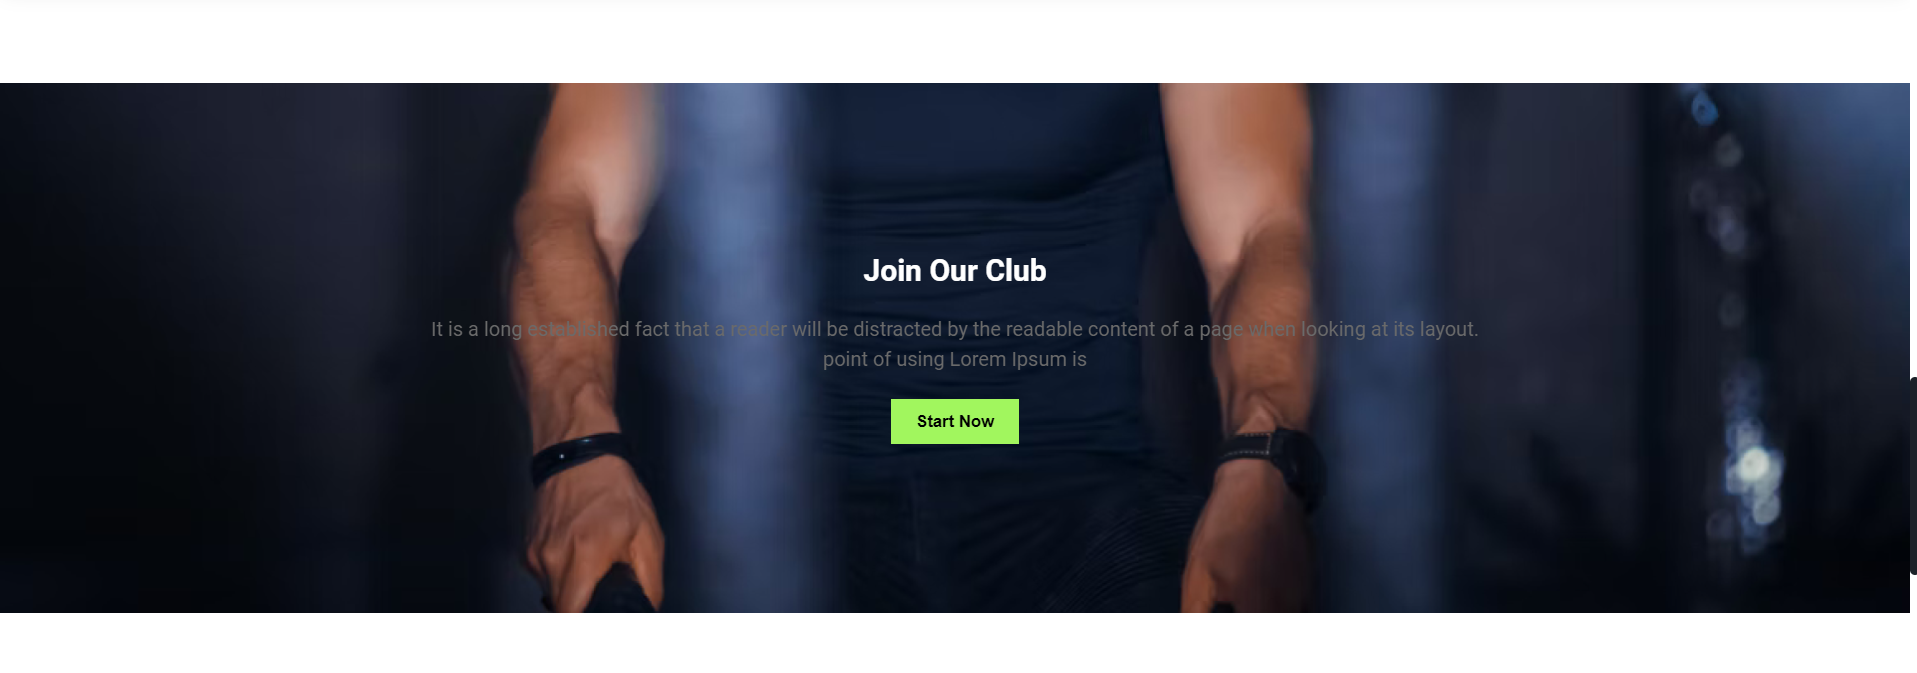 Join Our Club
It is a long established fact that a reader will be distracted by the readable content of a page when looking at its layout.
point of using Lorem Ipsum is
Start Now